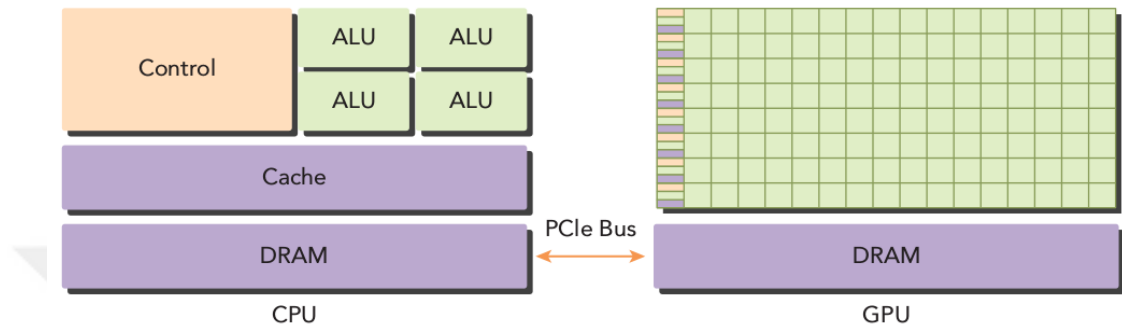 Control
ALU ALU
ALU ALU
Cache
DRAM
CPU
PCIe Bus
DRAM
GPU